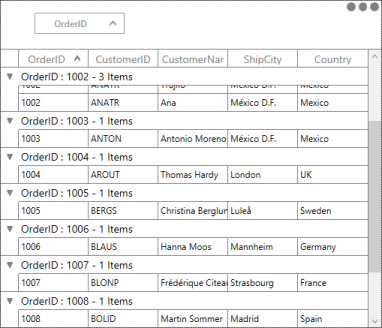 OrderID
OrderID CustomerID CustomerNar ShipCity Country
OrderID : 1002 - 3 Items
1002 ANATR Trujillo México D.F. Mexico
1002 ANATR Ana México D.F. Mexico
OrderID : 1003 - 1 Items
1003 ANTON Antonio Moreno México D.F. Mexico
OrderID : 1004 - 1 Items
1004 AROUT Thomas Hardy London UK
OrderID : 1005 - 1 Items
1005 BERGS Christina Berglun Luleå Sweden
OrderID : 1006 - 1 Items
1006 BLAUS Hanna Moos Mannheim Germany
OrderID : 1007 - 1 Items
1007 BLONP Frédérique Citea Strasbourg France
OrderID : 1008 - 1 Items
1008 BOLID Martin Sommer Madrid Spain